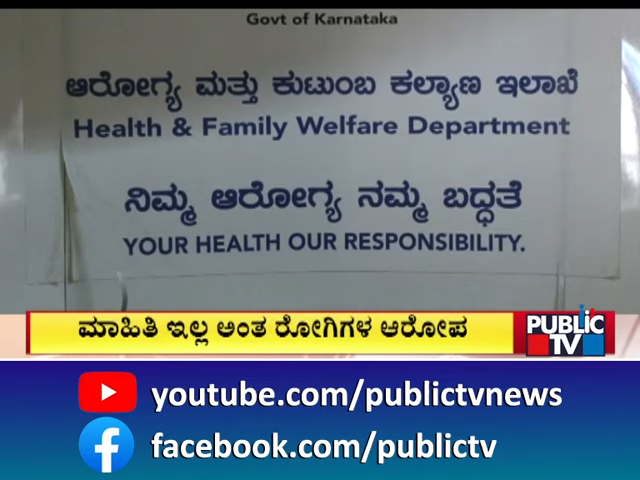 Govt of Karnataka
ಆರೋಗ್ಯ ಮತ್ತು ಕುಟುಂಬ ಕಲ್ಯಾಣ ಇಲಾಖೆ
Health & Family Welfare Department
ನಿಮ್ಮ ಆರೋಗ್ಯ ನಮ್ಮ ಬದ್ಧತೆ
YOUR HEALTH OUR RESPONSIBILITY.
ಮಾಹಿತಿ ಇಲ್ಲ ಅಂತ ರೋಗಿಗಳ ಆರೋಪ
PUBLiC
TV
youtube.com/publictvnews
facebook.com/publictv